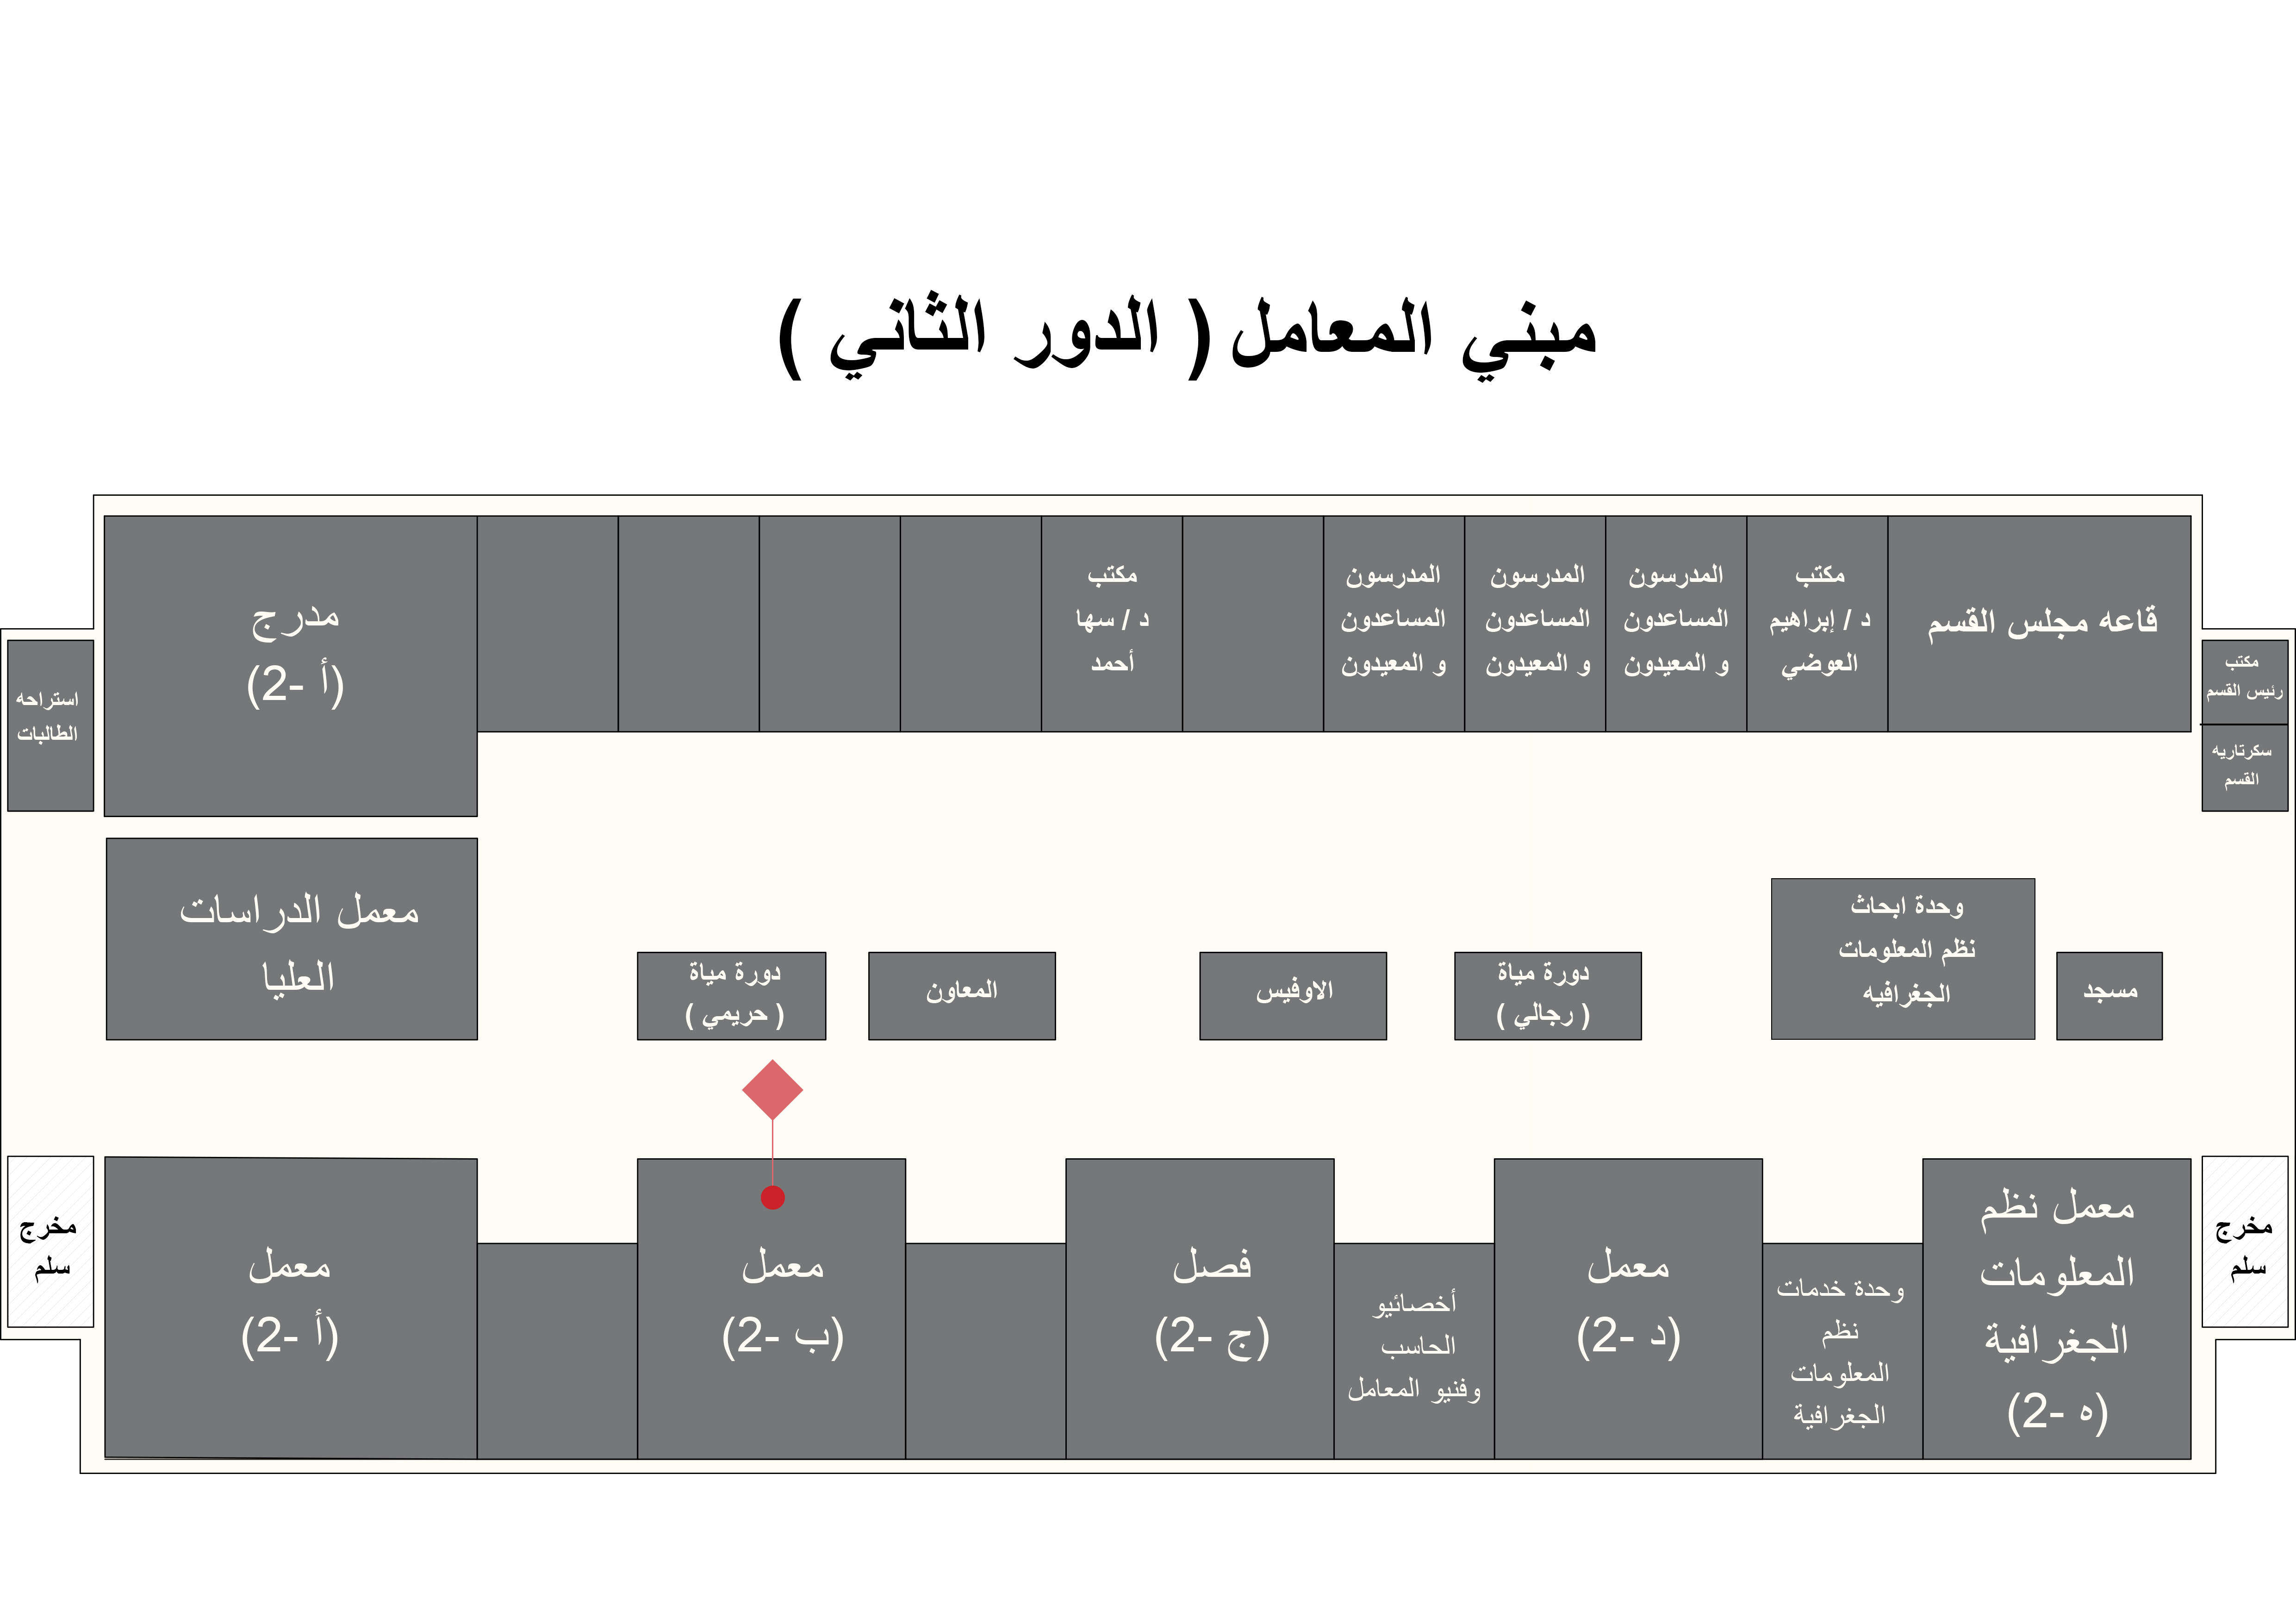 مبني المعامل ( الدور الثاني )
قاعه مجلس القسم
مكتب
د / إبراهيم
العوضي
المدرسون
المساعدون
و المعيدون
المدرسون
المساعدون
و المعيدون
المدرسون
المساعدون
و المعيدون
مكتب
د / سها
أحمد
مدرج
(أ -2)
مكتب
رئيس القسم
سكرتاريه
القسم
استراحه
الطالبات
مسجد
وحدة ابحاث
نظم المعلومات
الجغرافيه
دورة مياة
( رجالي )
الاوفيس
المعاون
دورة مياة
( حريمي )
معمل الدراسات
العليا
مخرج
سلم
معمل نظم
المعلومات
الجغرافية
(ه -2)
وحدة خدمات
نظم
المعلومات
الجغرافية
معمل
(د -2)
أخصائيو
الحاسب
وفنيو المعامل
فصل
(ج -2)
معمل
(ب -2)
معمل
(أ -2)
مخرج
سلم